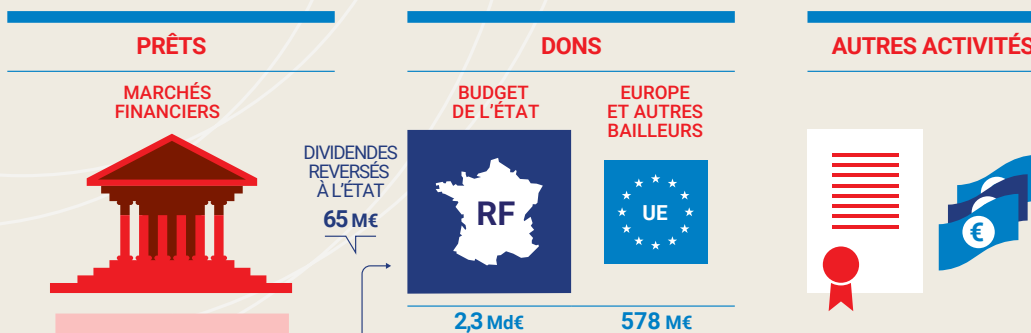 PRÊTS
MARCHÉS
FINANCIERS
DIVIDENDES
REVERSÉS
À L'ÉTAT
65 M€
DONS
BUDGET
DE L'ÉTAT
RF
2,3 Md€
EUROPE
ET AUTRES
BAILLEURS
UE
578 M€
AUTRES ACTIVITÉS
€